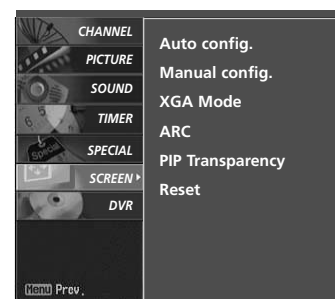 CHANNEL
PICTURE
SOUND
TIMER
SPECIAL
SCREEN
DVR
Menu Prev.
Auto config.
Manual config.
XGA Mode
ARC
PIP Transparency
Reset